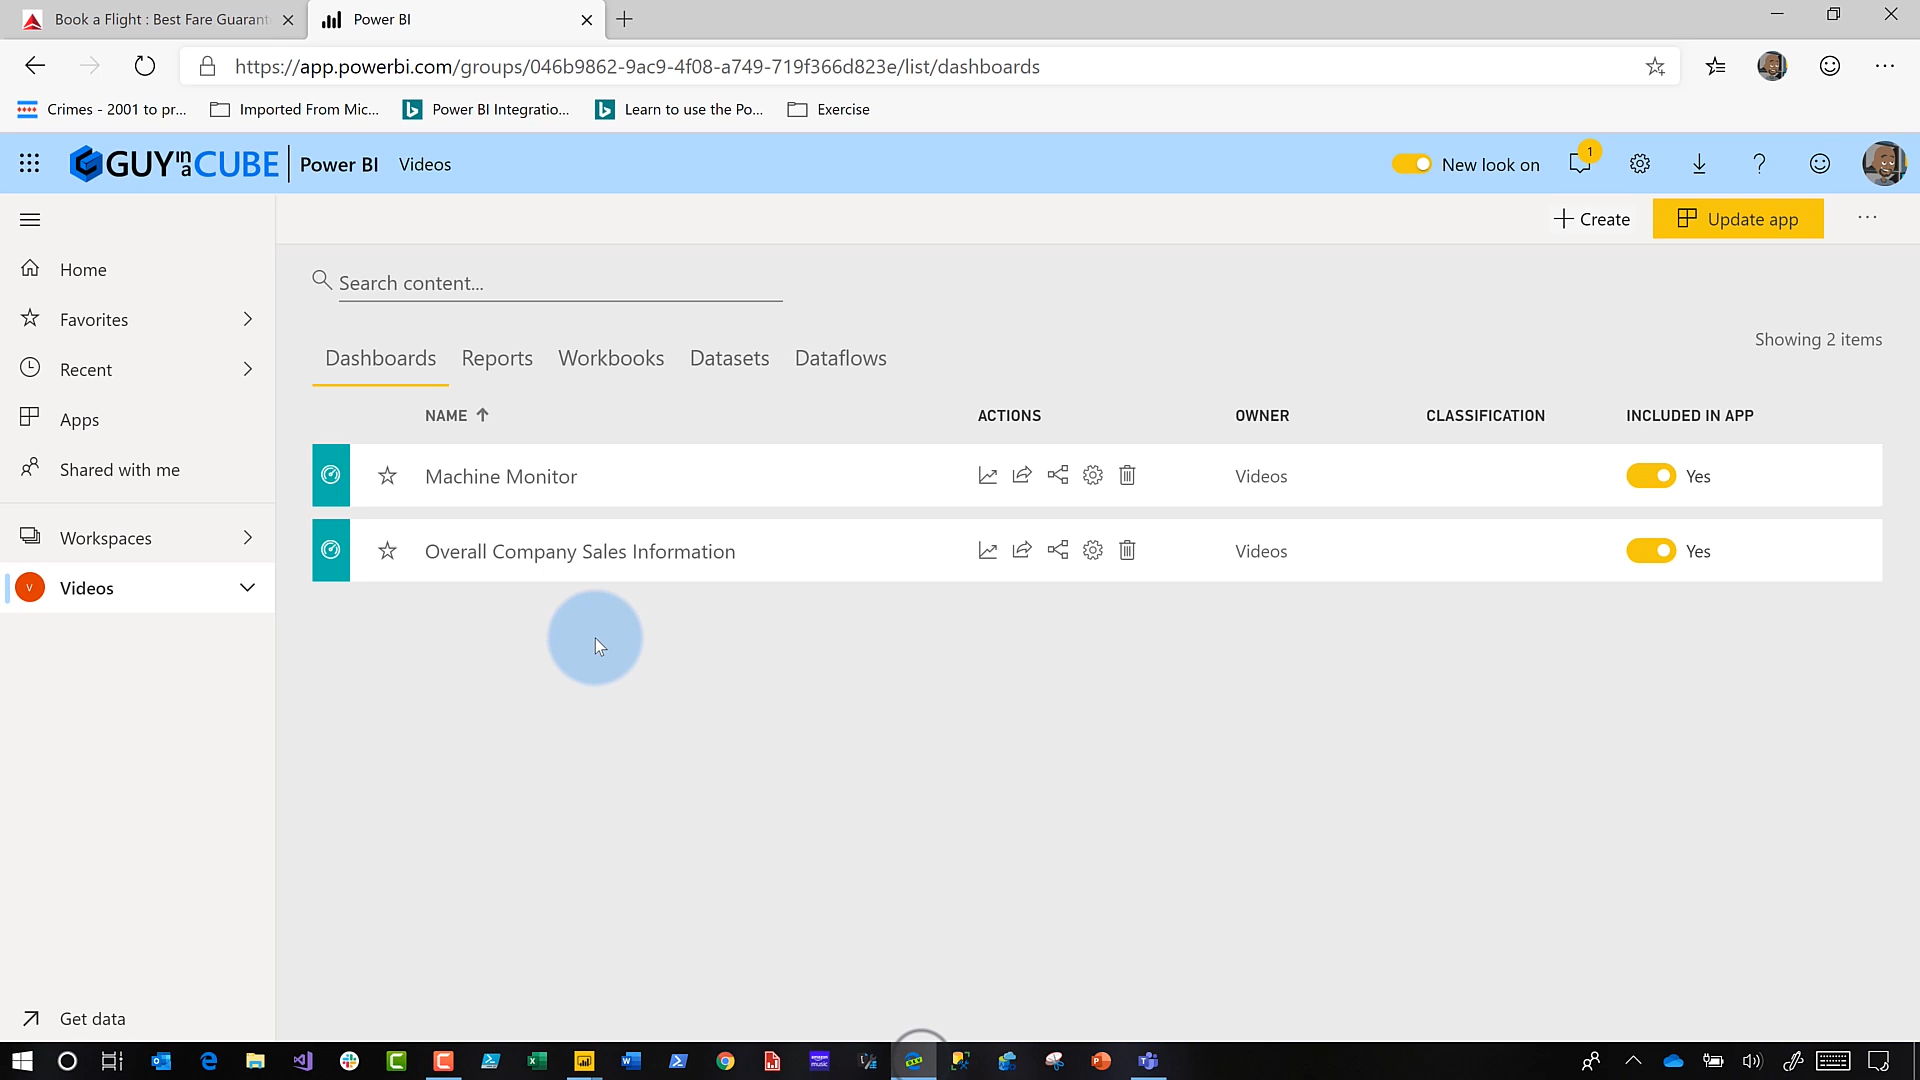 Book a Flight : Best Fare Guarant
Power BI
https://app.powerbi.com/groups/046b9862-9ac9-4f08-a749-719f366d823e/list/dashboards
Crimes - 2001 to pr...
Imported From Mic...
Power BI Integratio...
Learn to use the Po...
Exercise
GUY in a CUBE
Power BI
Videos
New look on
1
Create
Update app
Home
Favorites
Recent
Apps
Shared with me
Workspaces
V
Videos
Get data
Search content...
Showing 2 items
Dashboards
Reports
Workbooks
Datasets
Dataflows
NAME
ACTIONS
OWNER
CLASSIFICATION
INCLUDED IN APP
Machine Monitor
Videos
Yes
Overall Company Sales Information
Videos
Yes